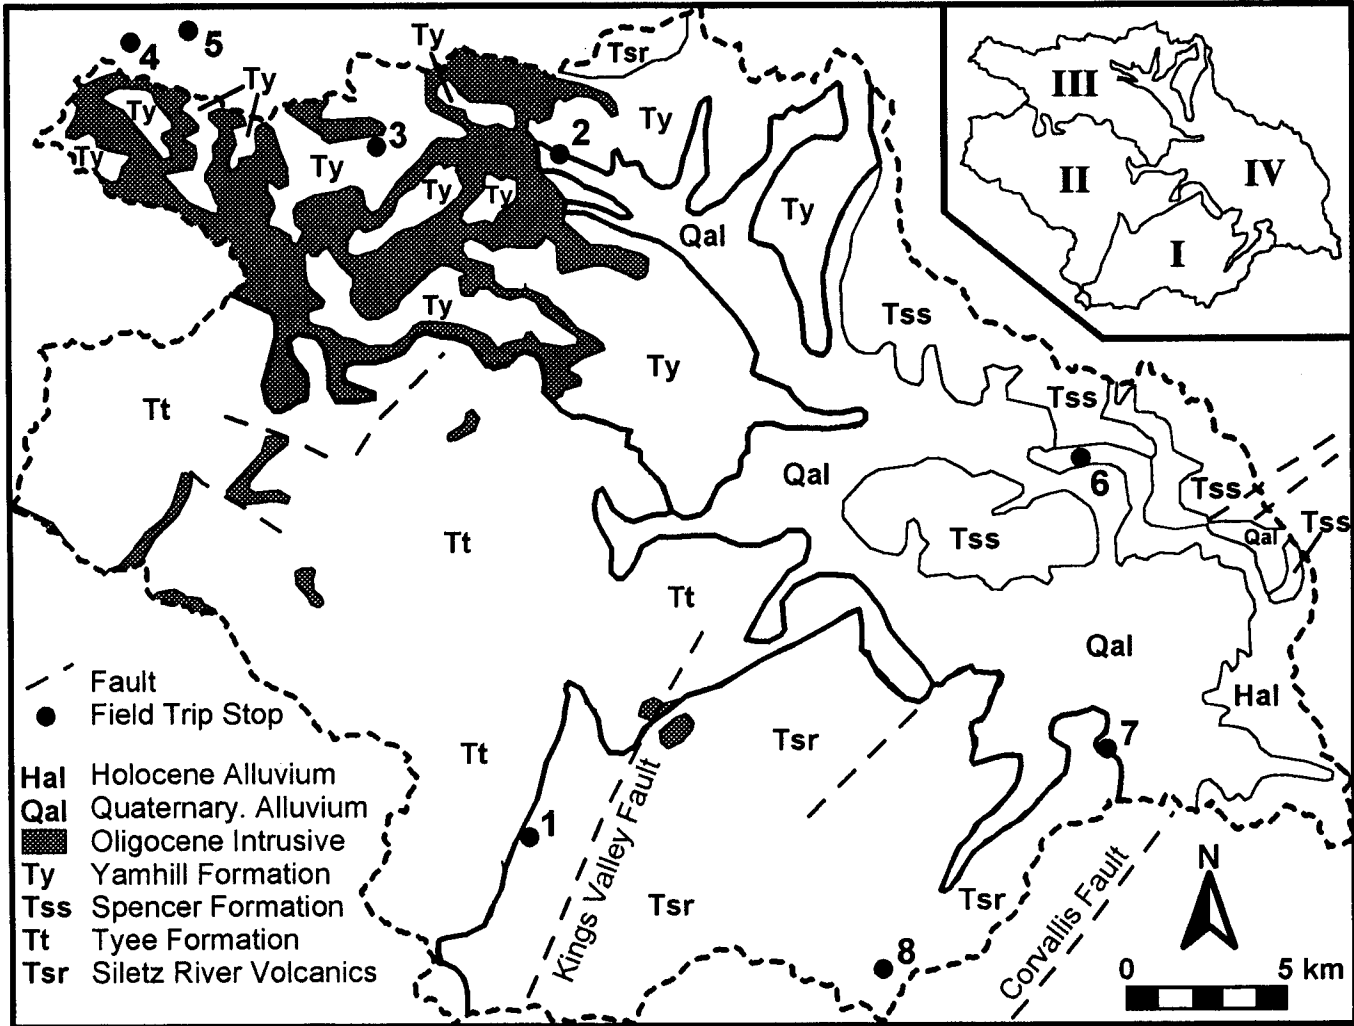 4
5
Ty
Tsr
III
II
IV
I
Ty
Ty
Ty
Ty
3
2
Ty
Ty
Ty
Ty
Qal
Ty
Tss
Ty
Tt
Ty
Tss
Qal
6
Tss
Tss
Qal
Tss
Tt
Tt
Qal
Hal
Fault
Field Trip Stop
Tt
Tsr
7
Hal Holocene Alluvium
Qal Quaternary. Alluvium
Oligocene Intrusive
Ty Yamhill Formation
Tss Spencer Formation
Tt Tyee Formation
Tsr Siletz River Volcanics
1
Kings Valley Fault
Tsr
Tsr
Corvallis Fault
8
N
0 5 km